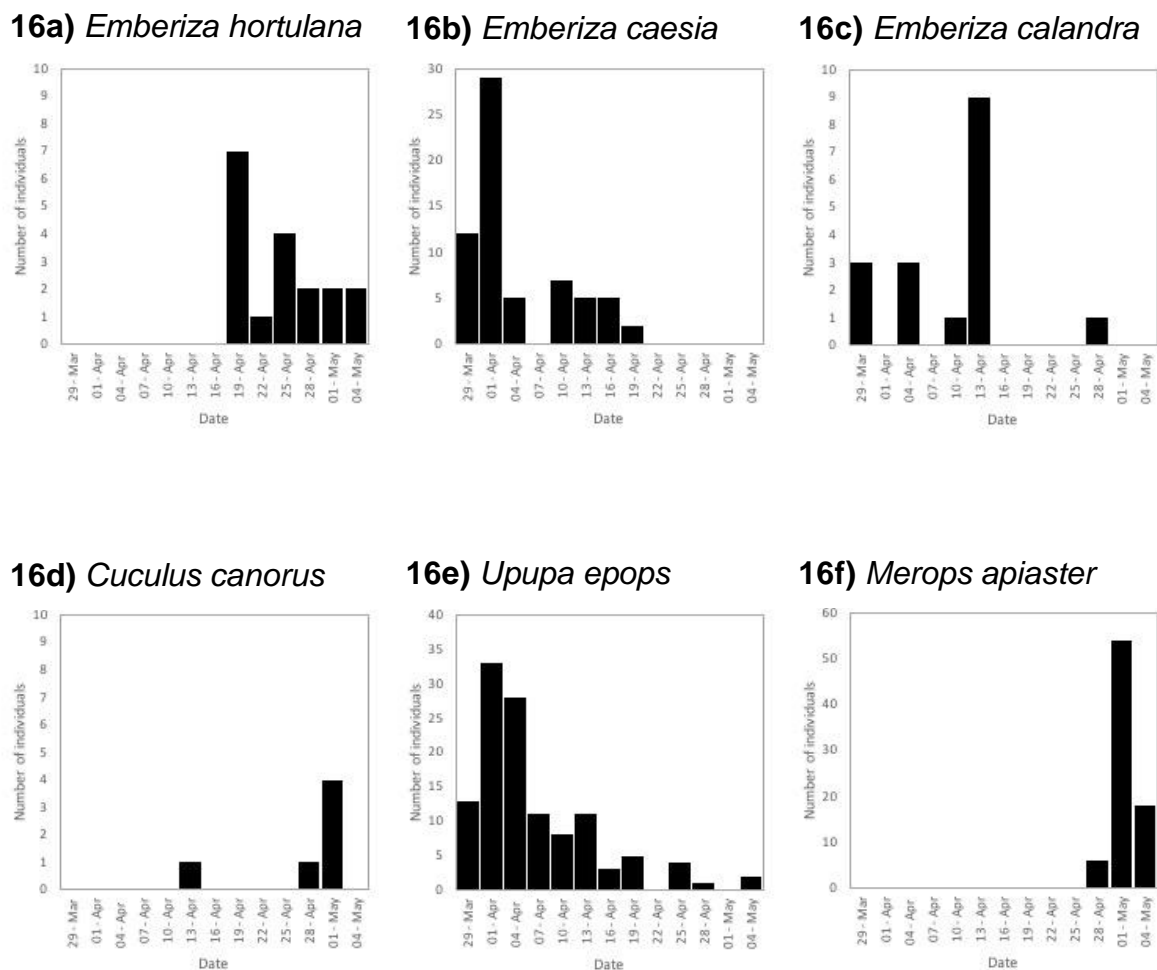 16a) Emberiza hortulana
10
9
8
7
6
5
4
3
2
1
0
Number of individuals
29 - Mar
01 - Apr
04 - Apr
07 - Apr
10 - Apr
13 - Apr
16 - Apr
19 - Apr
22 - Apr
25 - Apr
28 - Apr
01 - May
04 - May
Date
16b) Emberiza caesia
30
25
20
15
10
5
0
Number of individuals
29 - Mar
01 - Apr
04 - Apr
07 - Apr
10 - Apr
13 - Apr
16 - Apr
19 - Apr
22 - Apr
25 - Apr
28 - Apr
01 - May
04 - May
Date
16c) Emberiza calandra
10
9
8
7
6
5
4
3
2
1
0
Number of individuals
29 - Mar
01 - Apr
04 - Apr
07 - Apr
10 - Apr
13 - Apr
16 - Apr
19 - Apr
22 - Apr
25 - Apr
28 - Apr
01 - May
04 - May
Date
16d) Cuculus canorus
10
9
8
7
6
5
4
3
2
1
0
Number of individuals
29 - Mar
01 - Apr
04 - Apr
07 - Apr
10 - Apr
13 - Apr
16 - Apr
19 - Apr
22 - Apr
25 - Apr
28 - Apr
01 - May
04 - May
Date
16e) Upupa epops
40
35
30
25
20
15
10
5
0
Number of individuals
29 - Mar
01 - Apr
04 - Apr
07 - Apr
10 - Apr
13 - Apr
16 - Apr
19 - Apr
22 - Apr
25 - Apr
28 - Apr
01 - May
04 - May
Date
16f) Merops apiaster
60
50
40
30
20
10
0
Number of individuals
29 - Mar
01 - Apr
04 - Apr
07 - Apr
10 - Apr
13 - Apr
16 - Apr
19 - Apr
22 - Apr
25 - Apr
28 - Apr
01 - May
04 - May
Date